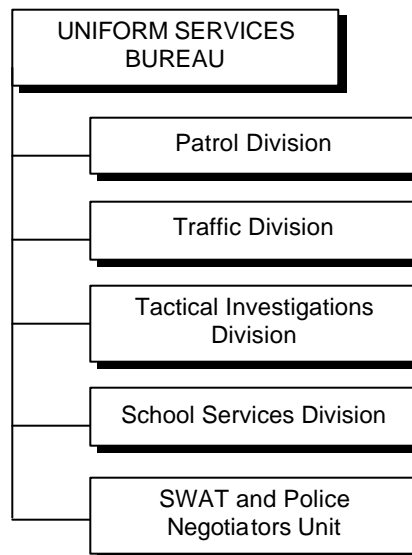 UNIFORM SERVICES
BUREAU
Patrol Division
Traffic Division
Tactical Investigations
Division
School Services Division
SWAT and Police
Negotiators Unit